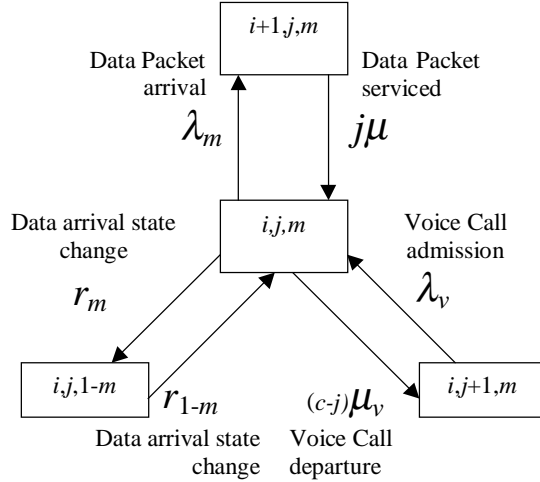 i+1,j,m
Data Packet
arrival
Data Packet
serviced
λm
jμ
i,j,m
Data arrival state
change
Voice Call
admission
rm
λv
i,j,1-m
r1-m
(c-j)μv
i,j+1,m
Data arrival state
change
Voice Call
departure